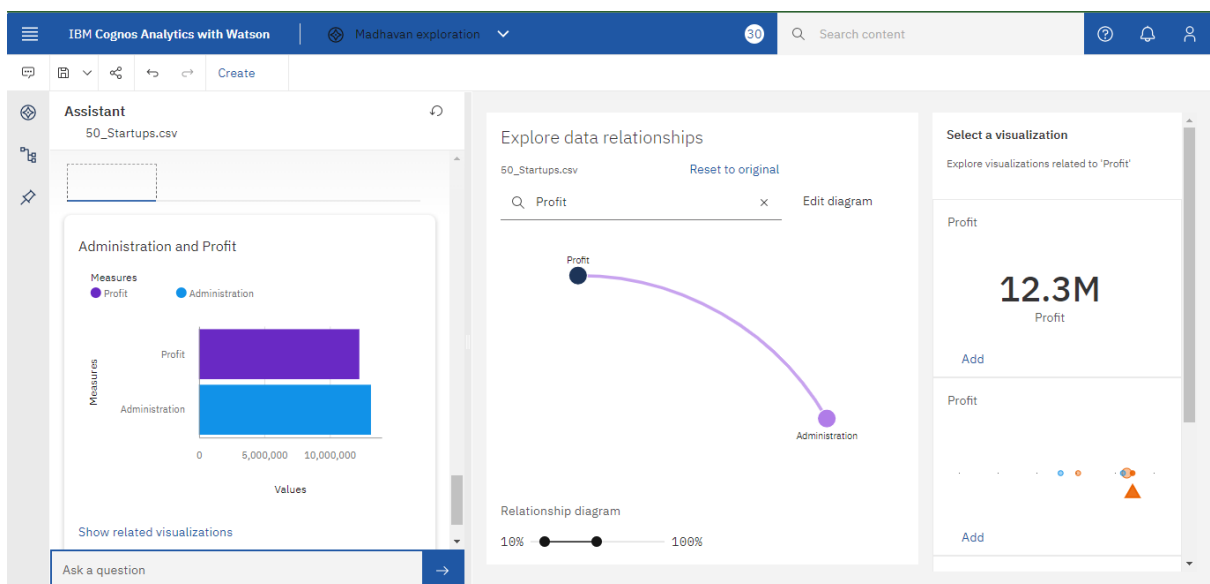 IBM Cognos Analytics with Watson
Madhavan exploration
30
Search content
Create
Assistant
50_Startups.csv
Administration and Profit
Measures
Profit
Administration
Measures
Profit
Administration
0
5,000,000
10,000,000
Values
Show related visualizations
Ask a question
Explore data relationships
50_Startups.csv
Reset to original
Profit
Edit diagram
Profit
Administration
Relationship diagram
10%
100%
Select a visualization
Explore visualizations related to 'Profit'
Profit
12.3M
Profit
Add
Profit
Add